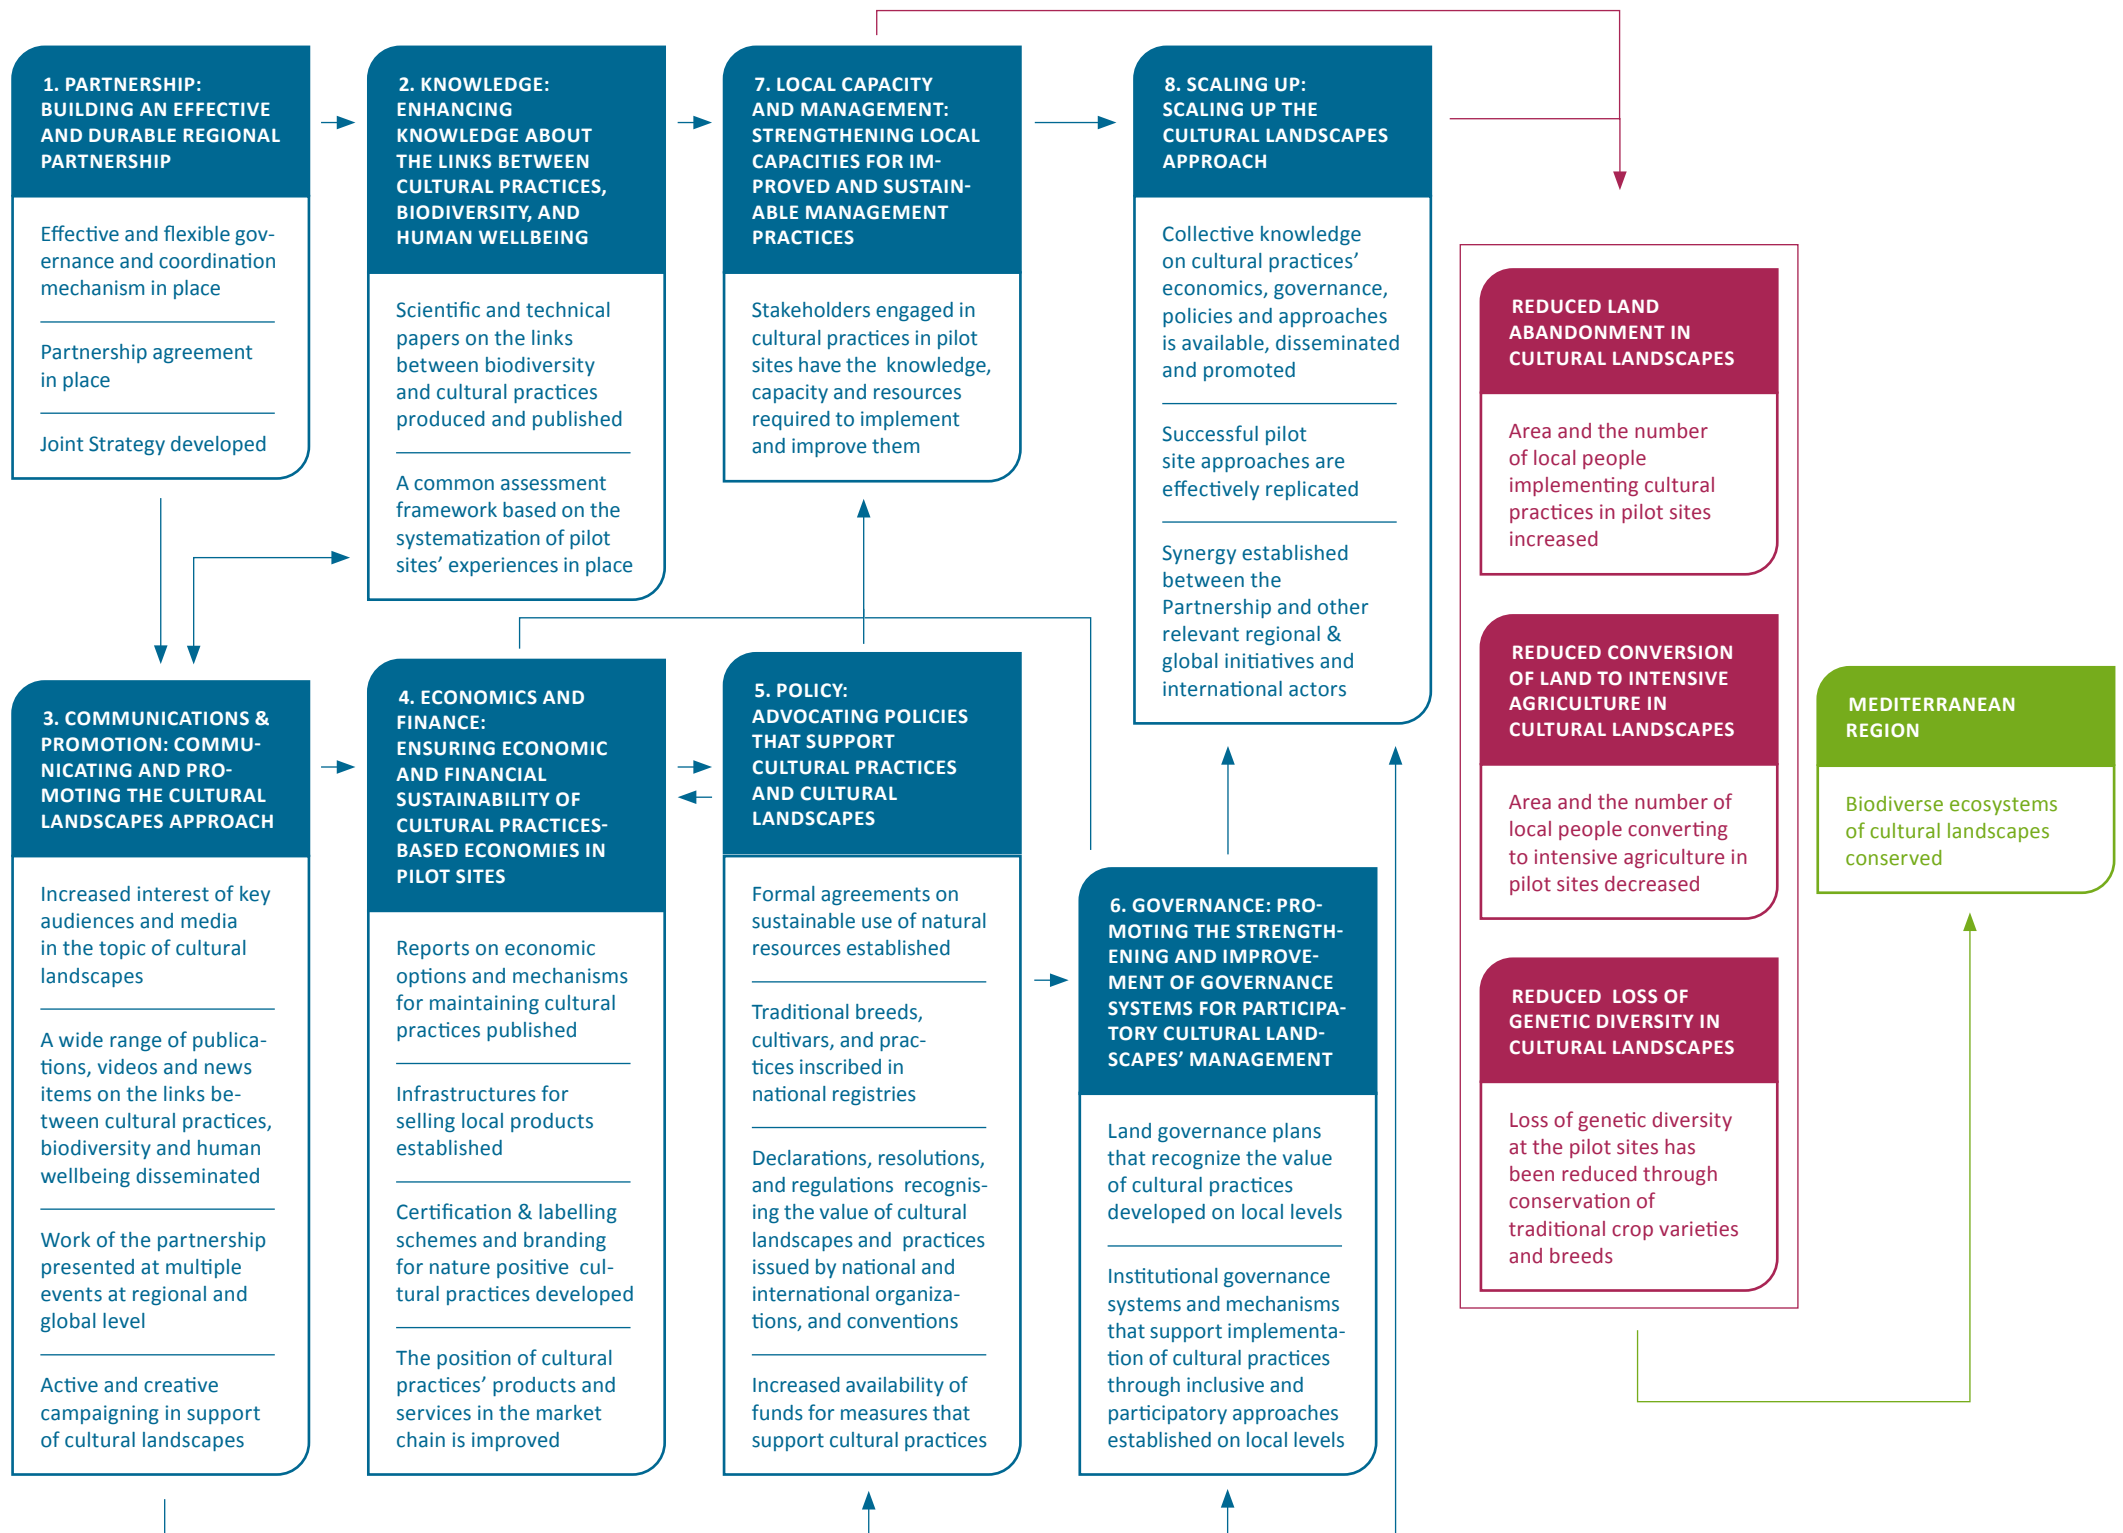 1. PARTNERSHIP:
BUILDING AN EFFECTIVE
AND DURABLE REGIONAL
PARTNERSHIP
Effective and flexible gov-
ernance and coordination
mechanism in place
Partnership agreement
in place
Joint Strategy developed
2. KNOWLEDGE:
ENHANCING
KNOWLEDGE ABOUT
THE LINKS BETWEEN
CULTURAL PRACTICES,
BIODIVERSITY, AND
HUMAN WELLBEING
Scientific and technical
papers on the links
between biodiversity
and cultural practices
produced and published
A common assessment
framework based on the
systematization of pilot
sites’ experiences in place
7. LOCAL CAPACITY
AND MANAGEMENT:
STRENGTHENING LOCAL
CAPACITIES FOR IM-
PROVED AND SUSTAIN-
ABLE MANAGEMENT
PRACTICES
Stakeholders engaged in
cultural practices in pilot
sites have the knowledge,
capacity and resources
required to implement
and improve them
8. SCALING UP:
SCALING UP THE
CULTURAL LANDSCAPES
APPROACH
Collective knowledge
on cultural practices’
economics, governance,
policies and approaches
is available, disseminated
and promoted
Successful pilot
site approaches are
effectively replicated
Synergy established
between the
Partnership and other
relevant regional &
global initiatives and
international actors
3. COMMUNICATIONS &
PROMOTION: COMMU-
NICATING AND PRO-
MOTING THE CULTURAL
LANDSCAPES APPROACH
Increased interest of key
audiences and media
in the topic of cultural
landscapes
A wide range of publica-
tions, videos and news
items on the links be-
tween cultural practices,
biodiversity and human
wellbeing disseminated
Work of the partnership
presented at multiple
events at regional and
global level
Active and creative
campaigning in support
of cultural landscapes
4. ECONOMICS AND
FINANCE:
ENSURING ECONOMIC
AND FINANCIAL
SUSTAINABILITY OF
CULTURAL PRACTICES-
BASED ECONOMIES IN
PILOT SITES
Reports on economic
options and mechanisms
for maintaining cultural
practices published
Infrastructures for
selling local products
established
Certification & labelling
schemes and branding
for nature positive cul-
tural practices developed
The position of cultural
practices’ products and
services in the market
chain is improved
5. POLICY:
ADVOCATING POLICIES
THAT SUPPORT
CULTURAL PRACTICES
AND CULTURAL
LANDSCAPES
Formal agreements on
sustainable use of natural
resources established
Traditional breeds,
cultivars, and prac-
tices inscribed in
national registries
Declarations, resolutions,
and regulations recognis-
ing the value of cultural
landscapes and practices
issued by national and
international organiza-
tions, and conventions
Increased availability of
funds for measures that
support cultural practices
6. GOVERNANCE: PRO-
MOTING THE STRENGTH-
ENING AND IMPROVE-
MENT OF GOVERNANCE
SYSTEMS FOR PARTICIPA-
TORY CULTURAL LAND-
SCAPES’ MANAGEMENT
Land governance plans
that recognize the value
of cultural practices
developed on local levels
Institutional governance
systems and mechanisms
that support implementa-
tion of cultural practices
through inclusive and
participatory approaches
established on local levels
REDUCED LAND
ABANDONMENT IN
CULTURAL LANDSCAPES
Area and the number
of local people
implementing cultural
practices in pilot sites
increased
REDUCED CONVERSION
OF LAND TO INTENSIVE
AGRICULTURE IN
CULTURAL LANDSCAPES
Area and the number of
local people converting
to intensive agriculture in
pilot sites decreased
REDUCED LOSS OF
GENETIC DIVERSITY IN
CULTURAL LANDSCAPES
Loss of genetic diversity
at the pilot sites has
been reduced through
conservation of
traditional crop varieties
and breeds
MEDITERRANEAN
REGION
Biodiverse ecosystems
of cultural landscapes
conserved